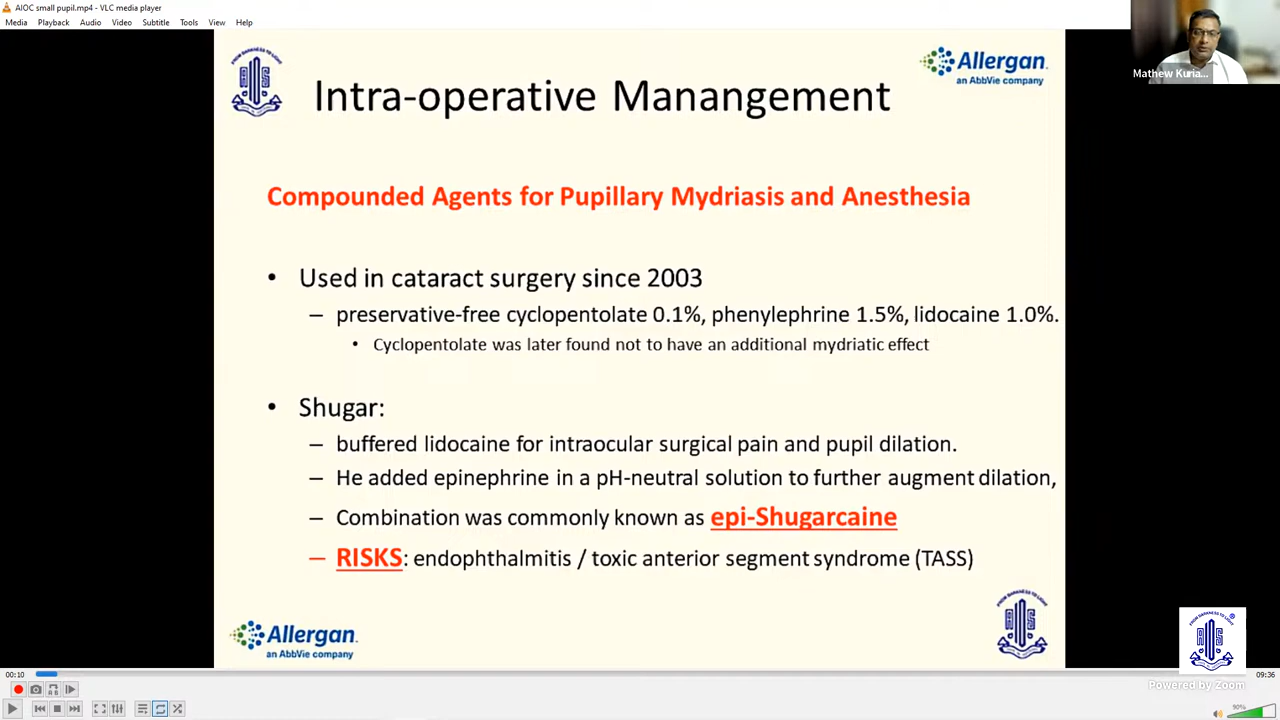 AIOC small pupil.mp4 - VLC media player
Media Playback Audio Video Subtitle Tools View Help
Mathew Kuria...
Allergan
an AbbVie company
Intra-operative Manangement
Compounded Agents for Pupillary Mydriasis and Anesthesia
• Used in cataract surgery since 2003
– preservative-free cyclopentolate 0.1%, phenylephrine 1.5%, lidocaine 1.0%.
• Cyclopentolate was later found not to have an additional mydriatic effect
• Shugar:
– buffered lidocaine for intraocular surgical pain and pupil dilation.
– He added epinephrine in a pH-neutral solution to further augment dilation,
– Combination was commonly known as epi-Shugarcaine
– RISKS: endophthalmitis / toxic anterior segment syndrome (TASS)
Allergan
an AbbVie company
Powered by Zoom
00:10
09:36
90%